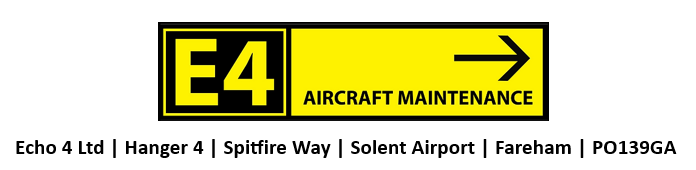 E4
AIRCRAFT MAINTENANCE
Echo 4 Ltd | Hanger 4 | Spitfire Way | Solent Airport | Fareham | PO139GA